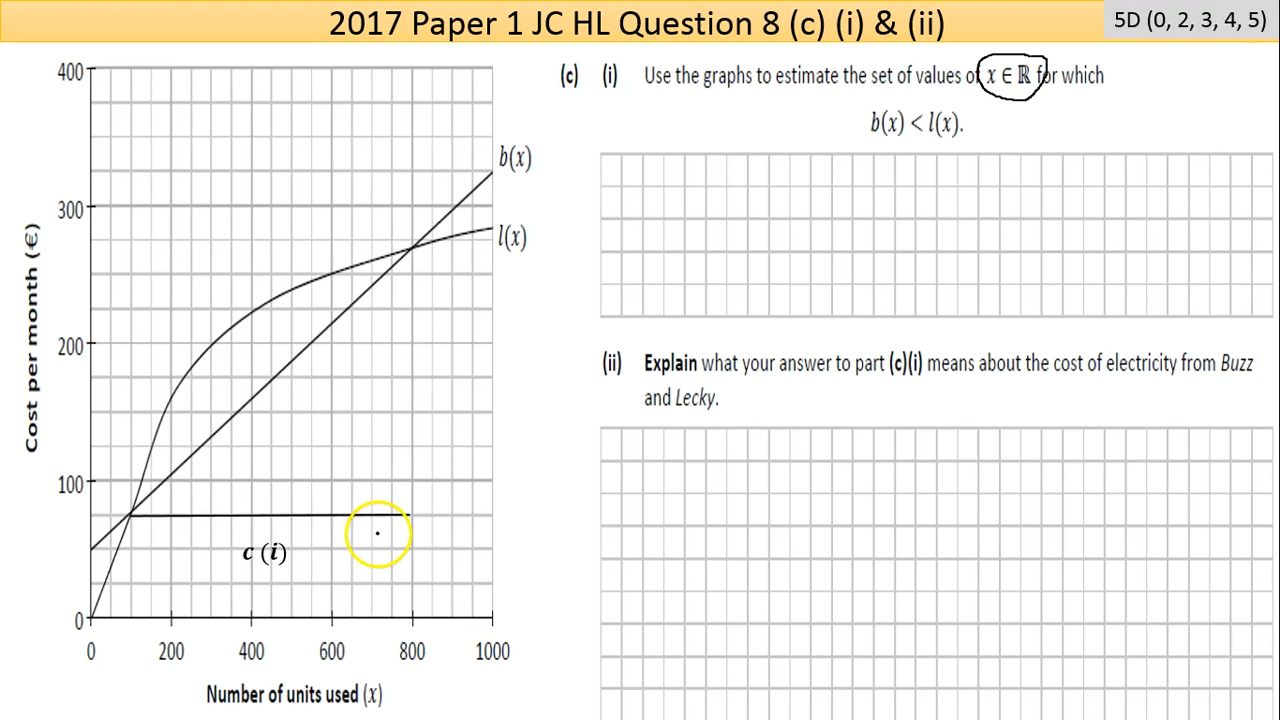 2017 Paper 1 JC HL Question 8 (c) (i) & (ii)
5D (0, 2, 3, 4, 5)
400
300
200
100
0
Cost per month (€)
b(x)
l(x)
c (i)
0 200 400 600 800 1000
Number of units used (x)
(c) (i) Use the graphs to estimate the set of values of x ∈ ℝ for which
b(x) < l(x).
(ii) Explain what your answer to part (c)(i) means about the cost of electricity from Buzz
and Lecky.